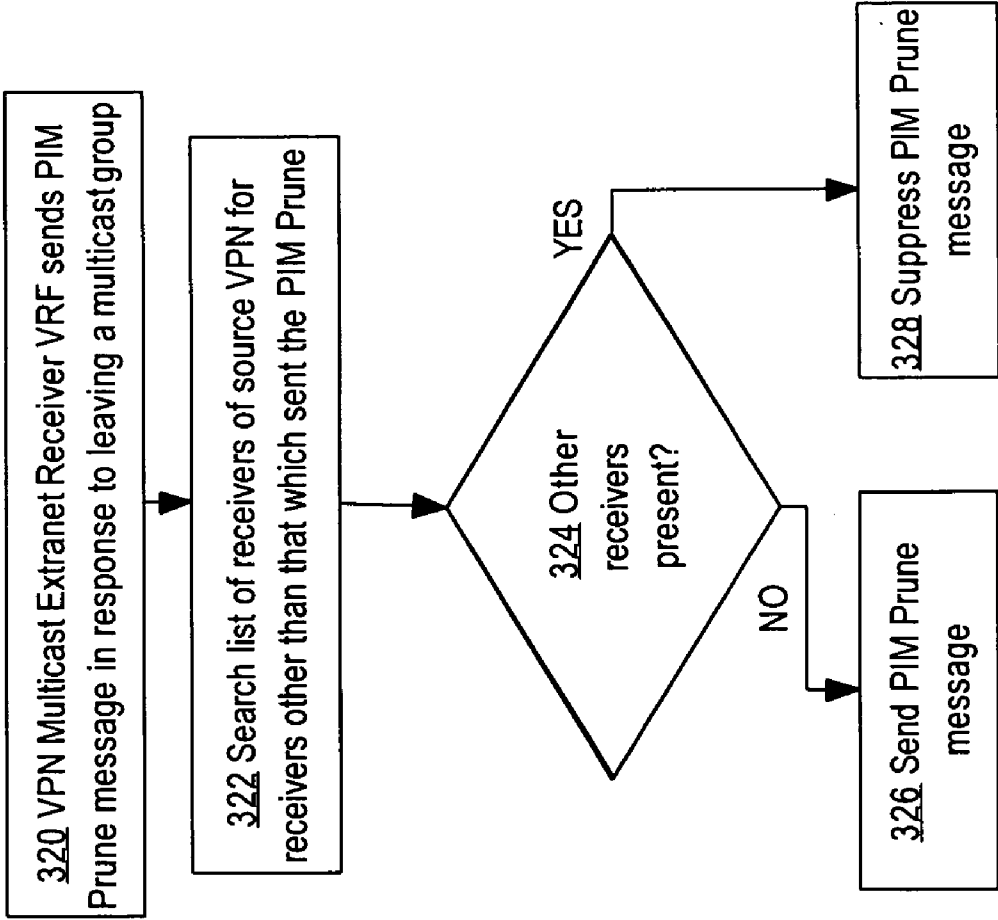 320 VPN Multicast Extranet Receiver VRF sends PIM
Prune message in response to leaving a multicast group
322 Search list of receivers of source VPN for
receivers other than that which sent the PIM Prune
324 Other
receivers
present?
YES
NO
326 Send PIM Prune
message
328 Suppress PIM Prune
message